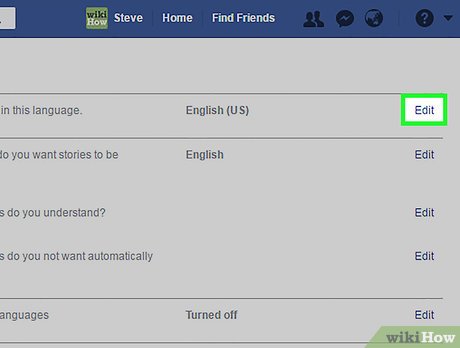 wiki How Steve Home Find Friends ?
in this language. English (US) Edit
do you want stories to be English Edit
s do you understand? Edit
s do you not want automatically Edit
anguages Turned off Edit
wikiHow